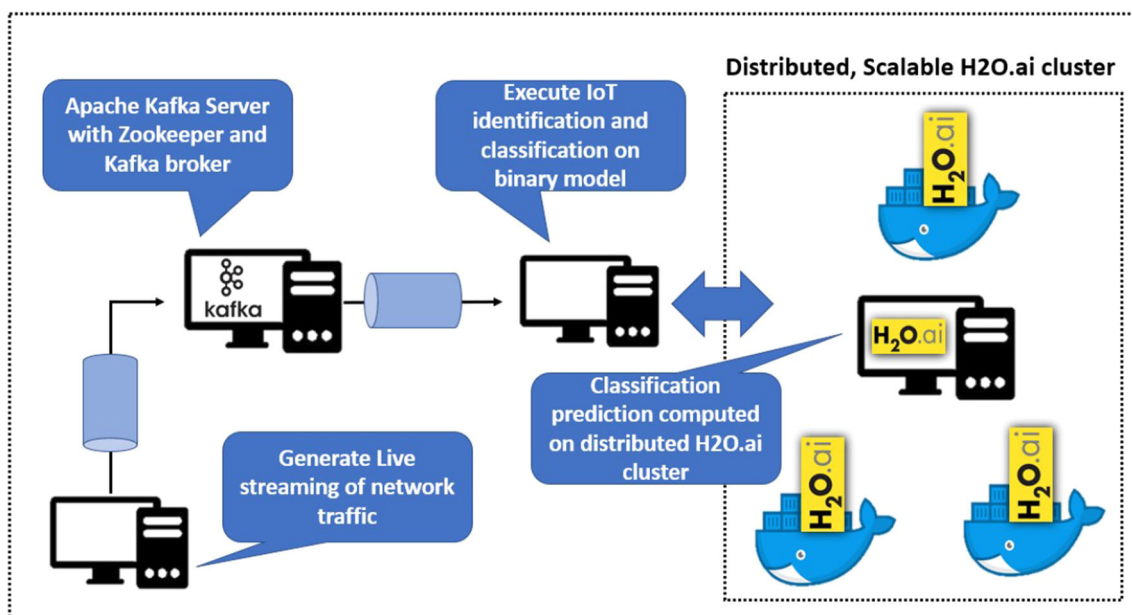 Distributed, Scalable H2O.ai cluster
Apache Kafka Server
with Zookeeper and
Kafka broker
Execute IoT
identification and
classification on
binary model
H2O.ai
kafka
H2O.ai
Classification
prediction computed
on distributed H2O.ai
cluster
Generate Live
streaming of network
traffic
H2O.ai
H2O.ai